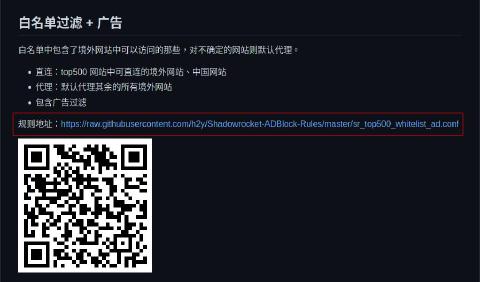 白名单过滤 + 广告
白名单中包含了境外网站中可以访问的那些，对不确定的网站则默认代理。
直连：top500 网站中可直连的境外网站、中国网站
代理：默认代理其余的所有境外网站
包含广告过滤
规则地址：https://raw.githubusercontent.com/h2y/Shadowrocket-ADBlock-Rules/master/sr_top500_whitelist_ad.conf